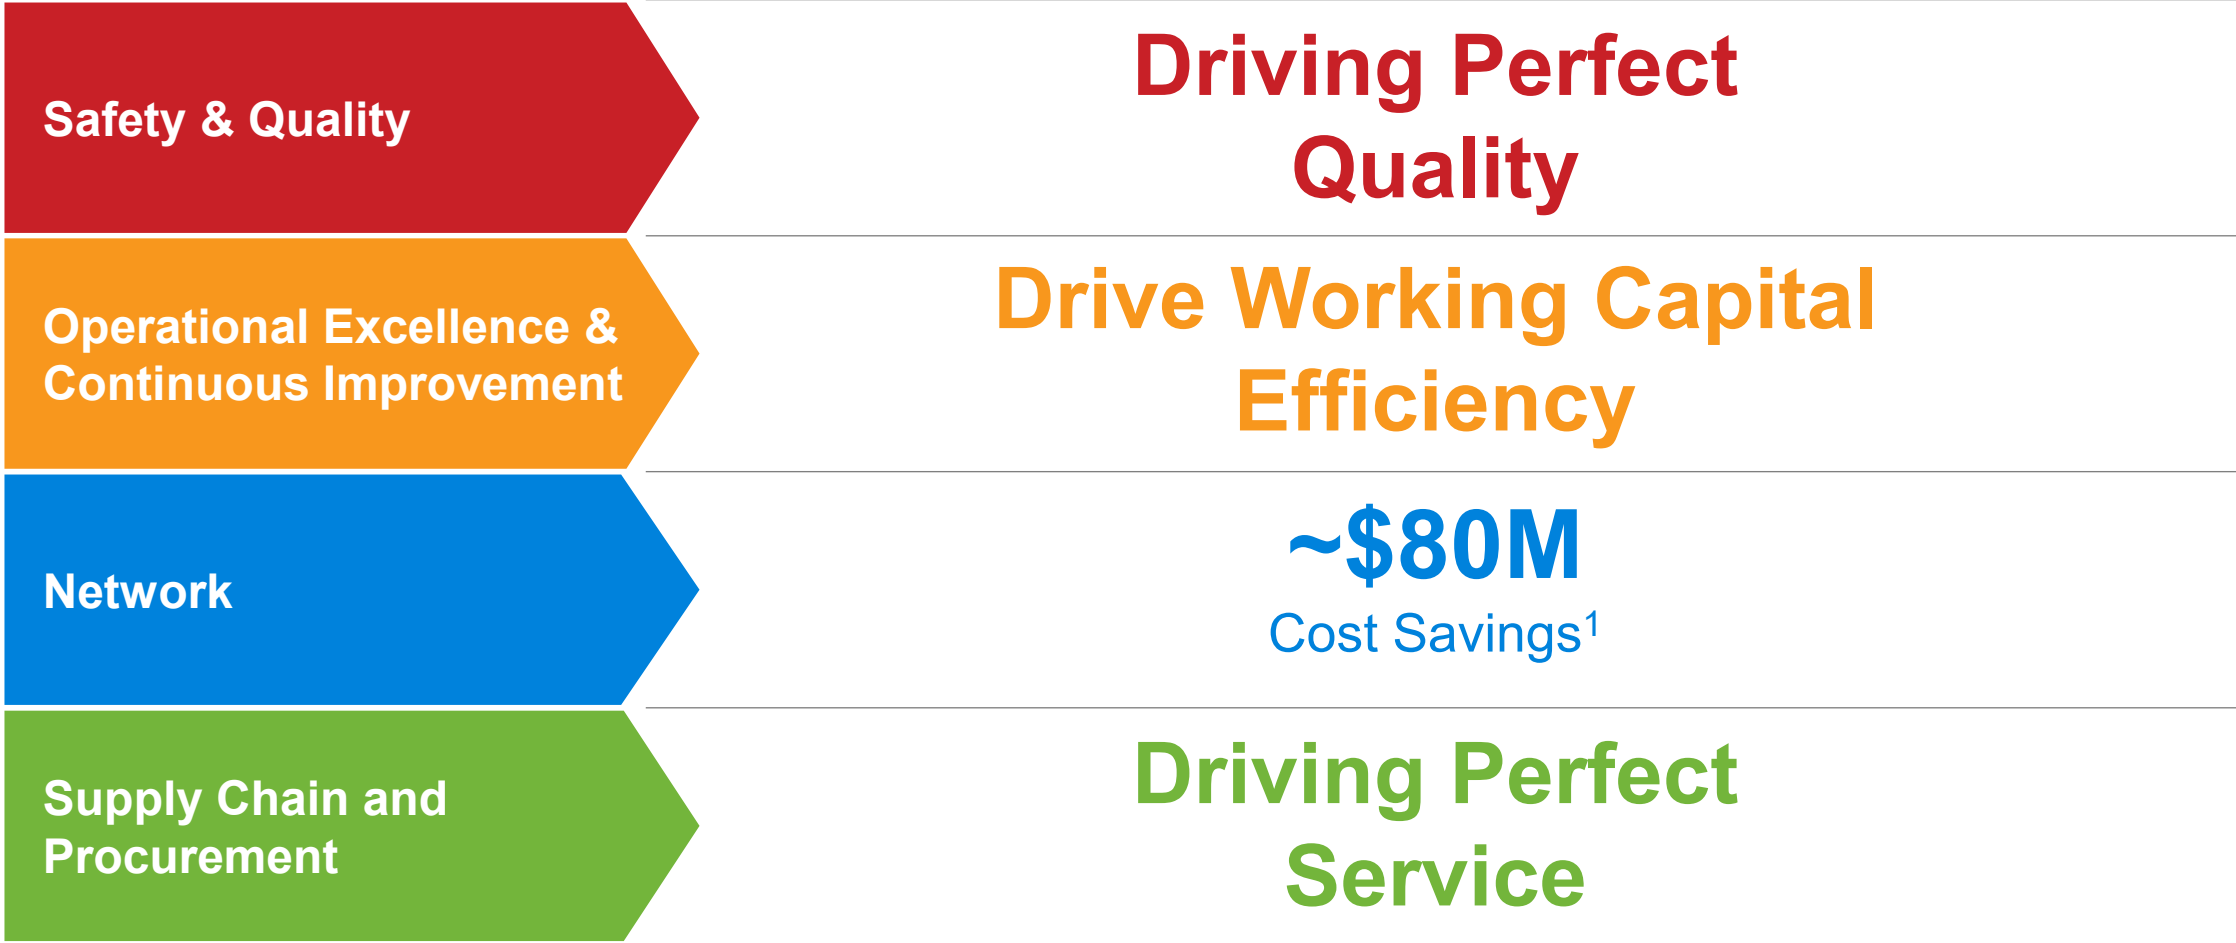 Safety & Quality
Driving Perfect
Quality
Operational Excellence &
Continuous Improvement
Drive Working Capital
Efficiency
Network
~$80M
Cost Savings¹
Supply Chain and
Procurement
Driving Perfect
Service